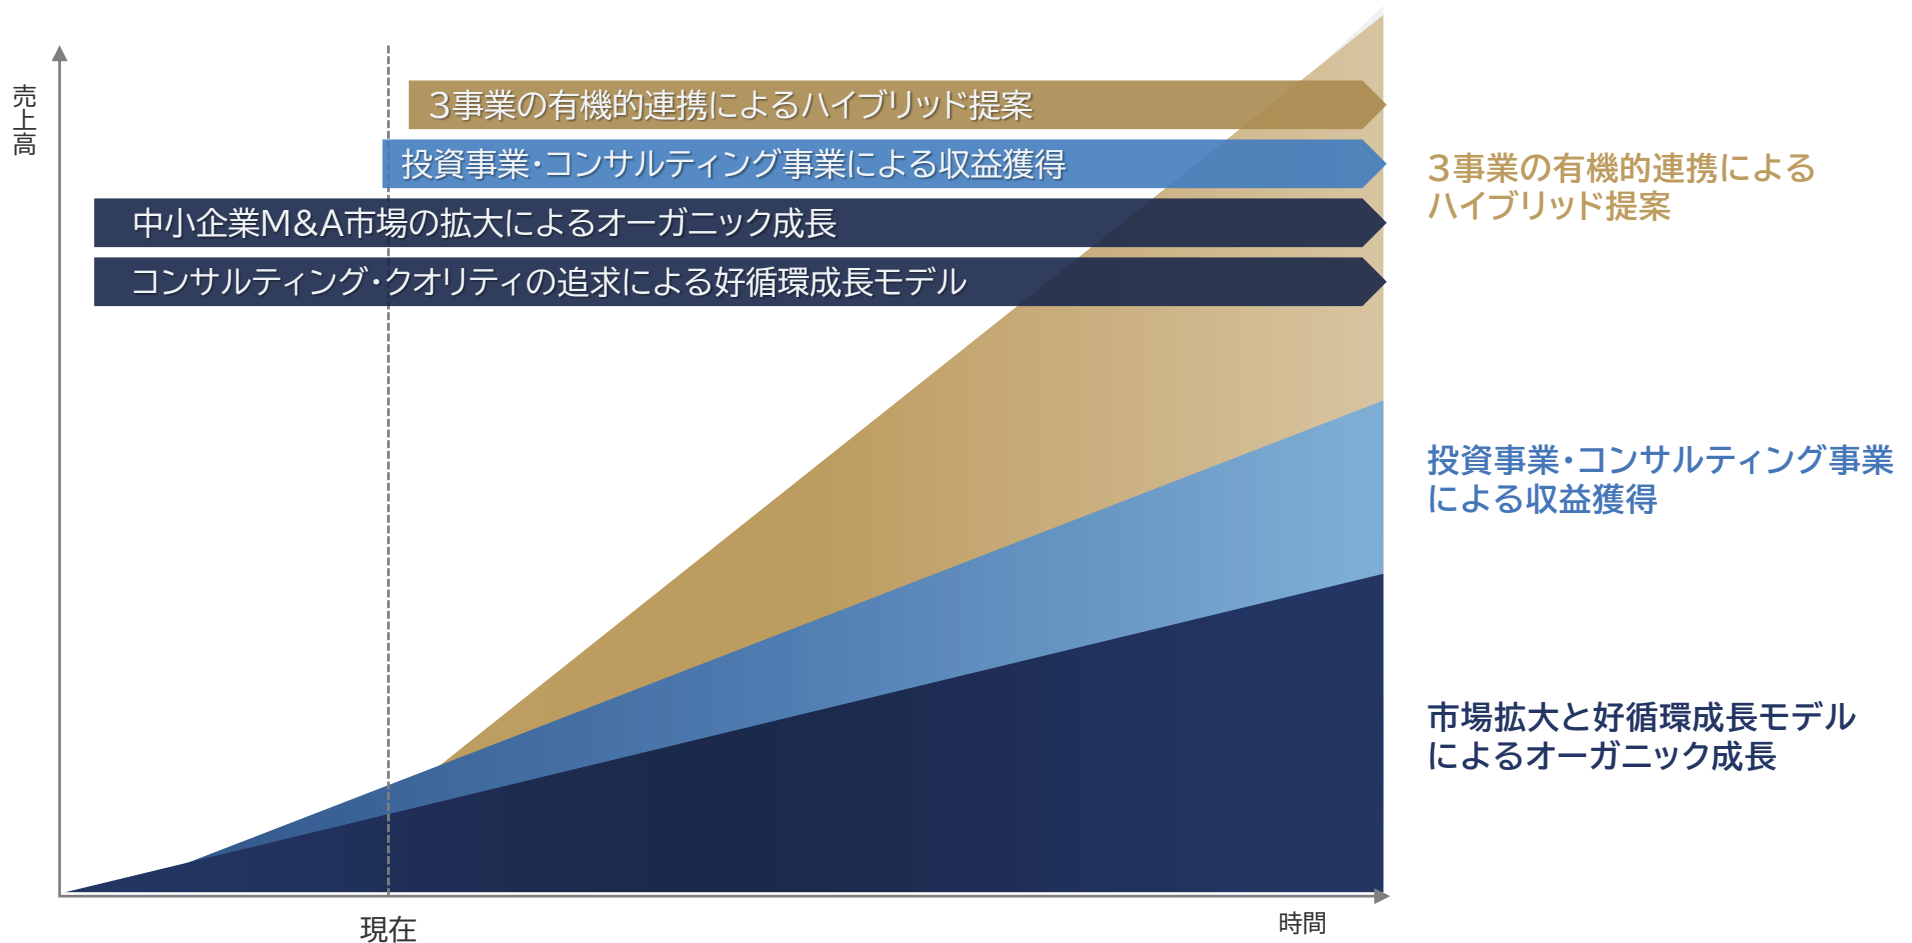 売上高
3事業の有機的連携によるハイブリッド提案
投資事業・コンサルティング事業による収益獲得
中小企業M&A市場の拡大によるオーガニック成長
コンサルティング・クオリティの追求による好循環成長モデル
3事業の有機的連携による
ハイブリッド提案
投資事業・コンサルティング事業
による収益獲得
市場拡大と好循環成長モデル
によるオーガニック成長
現在
時間